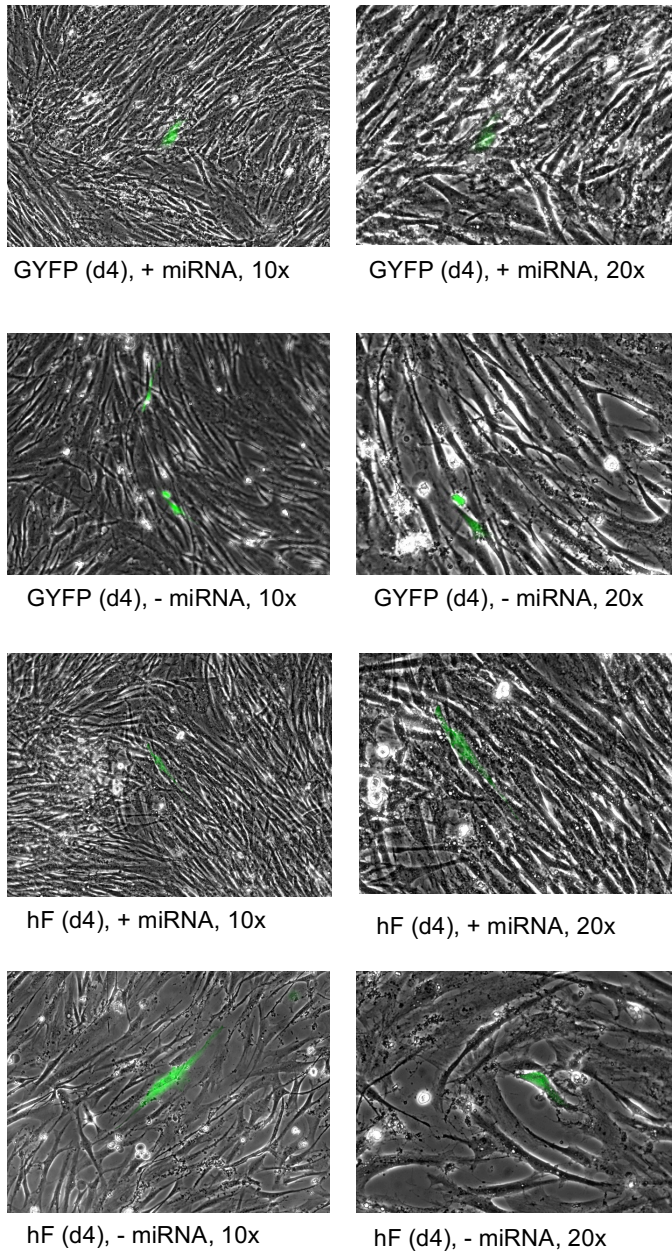 GYFP (d4), + miRNA, 10x
GYFP (d4), + miRNA, 20x
GYFP (d4), - miRNA, 10x
GYFP (d4), - miRNA, 20x
hF (d4), + miRNA, 10x
hF (d4), + miRNA, 20x
hF (d4), - miRNA, 10x
hF (d4), - miRNA, 20x